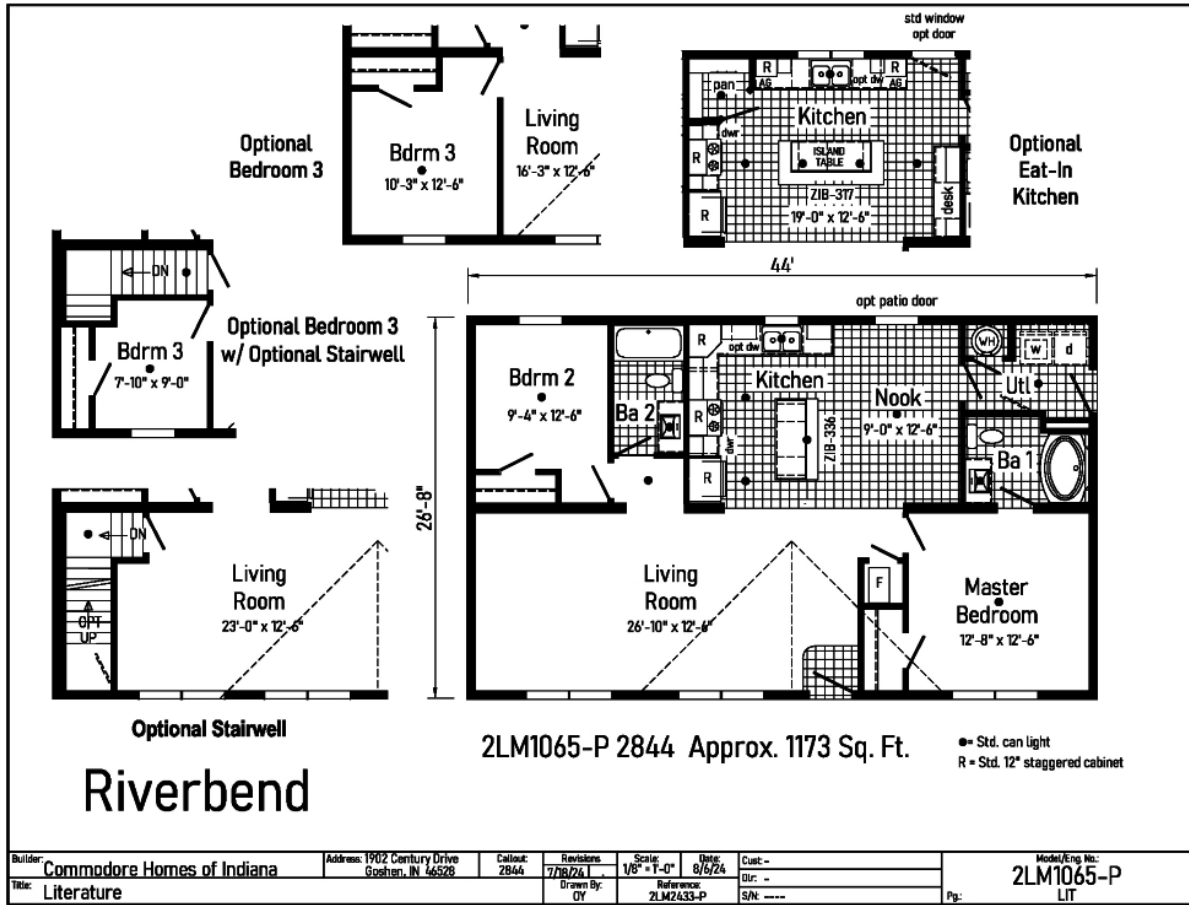 std window
opt door
Optional
Bedroom 3
Bdrm 3
10'-3" x 12'-6"
Living
Room
16'-3" x 12'-6"
R
AG
opt dw
R
AG
pan
Kitchen
dwr
R
ISLAND
TABLE
ZIB-317
19'-0" x 12'-6"
R
desk
Optional
Eat-In
Kitchen
DN
Bdrm 3
7'-10" x 9'-0"
Optional Bedroom 3
w/ Optional Stairwell
44'
opt patio door
26'-8"
Bdrm 2
9'-4" x 12'-6"
Ba 2
R
opt dw
Kitchen
R
dwr
R
ZIB-336
Nook
9'-0" x 12'-6"
WH
w
d
Utl
Ba 1
DN
OPT
UP
Living
Room
23'-0" x 12'-6"
Optional Stairwell
Living
Room
26'-10" x 12'-6"
F
Master
Bedroom
12'-8" x 12'-6"
2LM1065-P 2844 Approx. 1173 Sq. Ft.
●= Std. can light
R = Std. 12" staggered cabinet
Riverbend
Builder: Commodore Homes of Indiana
Address: 1902 Century Drive
Goshen, IN 46528
Callout:
2844
Revisions
7/18/24
Scale:
1/8" = 1'-0"
Date:
8/6/24
Cust: -
Dlr: -
S/N: ----
Model/Eng. No.:
2LM1065-P
Title: Literature
Drawn By:
OY
Reference:
2LM2433-P
Pg.: LIT